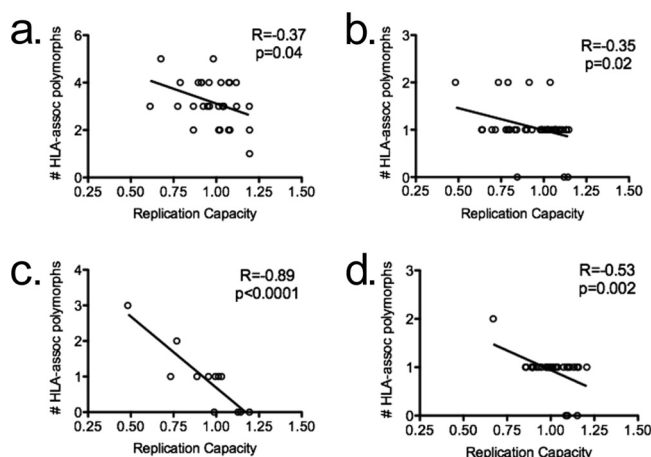 a.
R=-0.37
p=0.04
# HLA-assoc polymorphs
6
4
2
0
0.25 0.50 0.75 1.00 1.25 1.50
Replication Capacity
b.
R=-0.35
p=0.02
# HLA-assoc polymorphs
3
2
1
0
0.25 0.50 0.75 1.00 1.25 1.50
Replication Capacity
c.
R=-0.89
p<0.0001
# HLA-assoc polymorphs
4
3
2
1
0
0.25 0.50 0.75 1.00 1.25 1.50
Replication Capacity
d.
R=-0.53
p=0.002
# HLA-assoc polymorphs
3
2
1
0
0.25 0.50 0.75 1.00 1.25 1.50
Replication Capacity